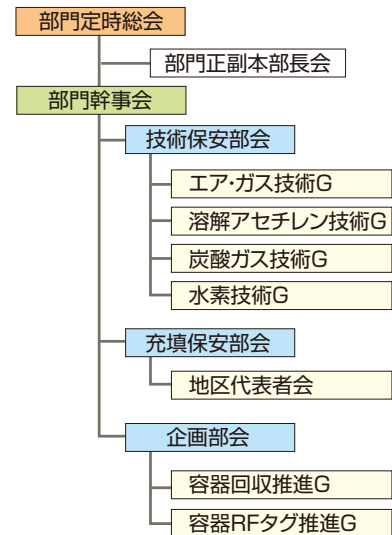 部門定時総会
部門正副本部長会
部門幹事会
技術保安部会
エア・ガス技術G
溶解アセチレン技術G
炭酸ガス技術G
水素技術G
充填保安部会
地区代表者会
企画部会
容器回収推進G
容器RFタグ推進G